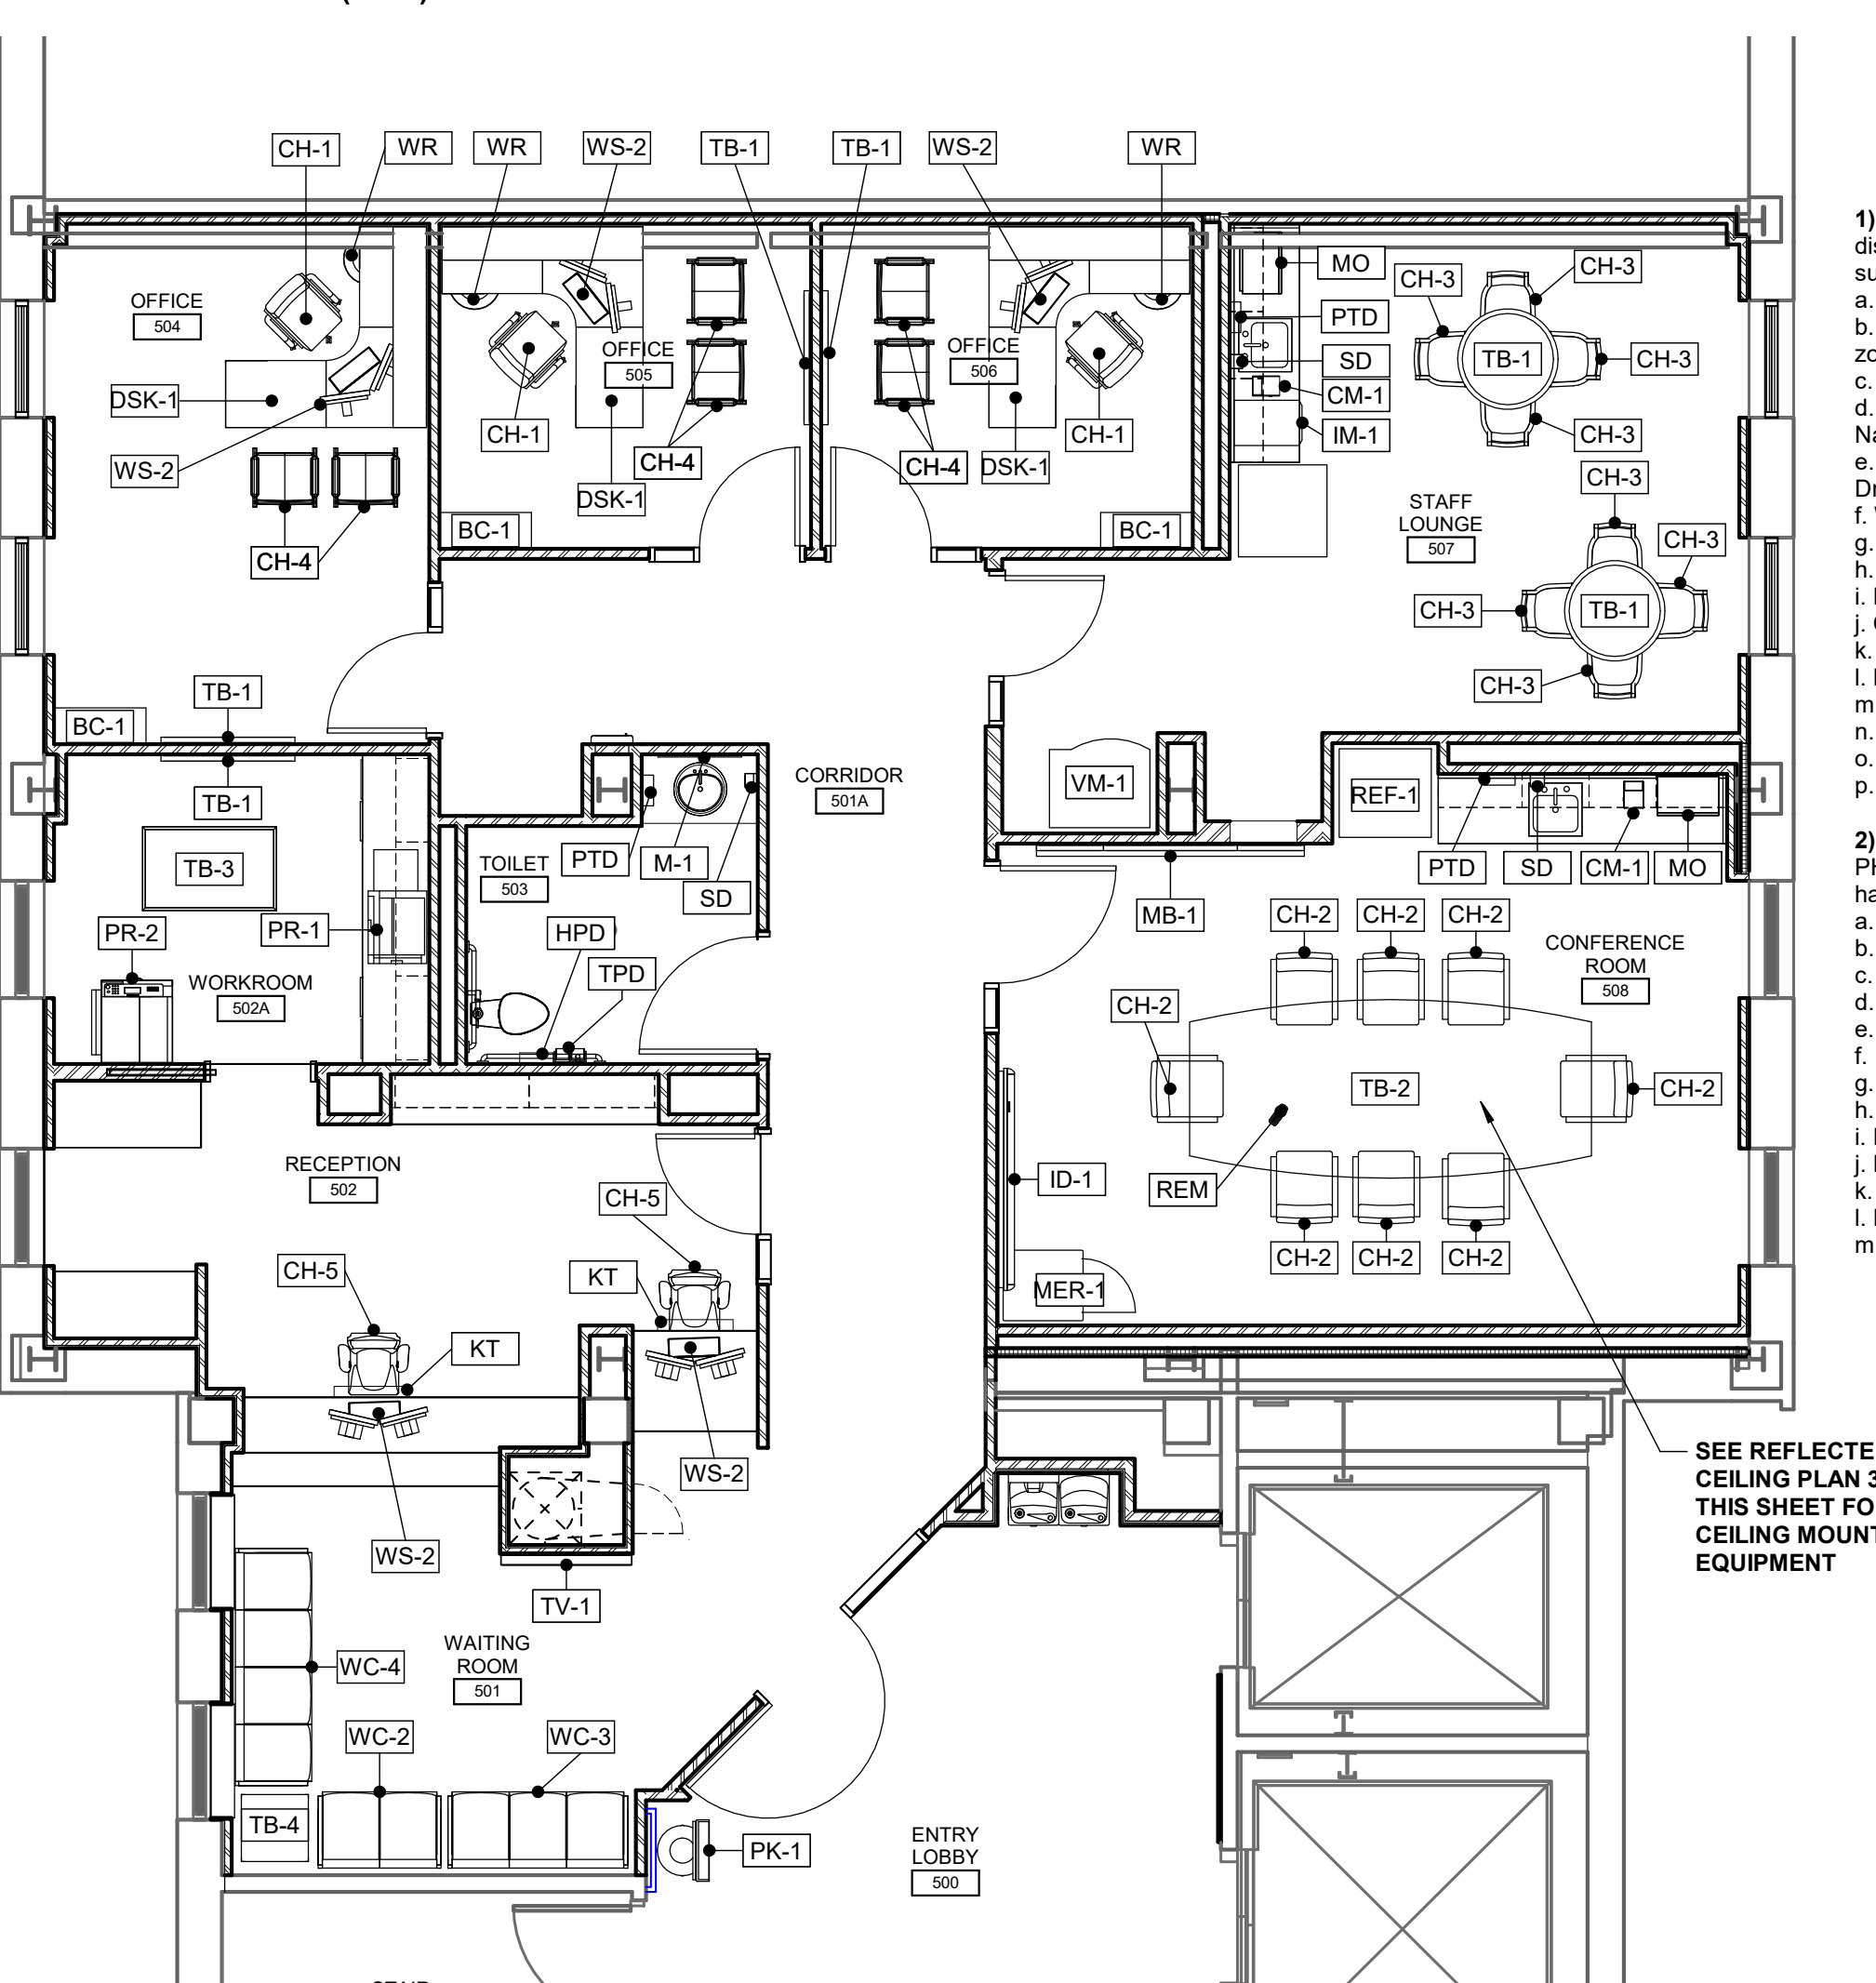 CH-1
WR
WR
WS-2
TB-1
TB-1
WS-2
WR
OFFICE
504
DSK-1
WS-2
CH-4
BC-1
TB-1
OFFICE
505
CH-1
CH-4
DSK-1
BC-1
OFFICE
506
CH-4
DSK-1
CH-1
BC-1
MO
PTD
SD
CM-1
IM-1
CH-3
CH-3
TB-1
CH-3
CH-3
STAFF
LOUNGE
507
CH-3
CH-3
CH-3
TB-1
CH-3
TB-1
TB-3
PR-2
PR-1
WORKROOM
502A
TOILET
503
PTD
M-1
SD
HPD
TPD
CORRIDOR
501A
VM-1
REF-1
PTD
SD
CM-1
MO
MB-1
CH-2
CH-2
CH-2
CONFERENCE
ROOM
508
CH-2
TB-2
CH-2
ID-1
REM
CH-2
CH-2
CH-2
MER-1
RECEPTION
502
CH-5
CH-5
KT
KT
WS-2
WS-2
TV-1
WAITING
ROOM
501
WC-4
WC-2
WC-3
TB-4
PK-1
ENTRY
LOBBY
500
SEE REFLECTE
CEILING PLAN 3
THIS SHEET FO
CEILING MOUNT
EQUIPMENT
1)
dis
su
a.
b.
zo
c.
d.
Na
e.
Dr
f.
g.
h.
i.
j.
k.
l.
m
n.
o.
p.
2)
PH
ha
a.
b.
c.
d.
e.
f.
g.
h.
i.
j.
k.
l.
m